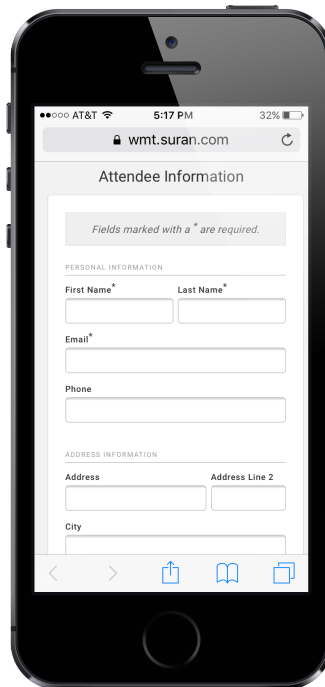 AT&T 5:17 PM 32%
wmt.suran.com
Attendee Information
Fields marked with a * are required.
PERSONAL INFORMATION
First Name* Last Name*
Email*
Phone
ADDRESS INFORMATION
Address Address Line 2
City